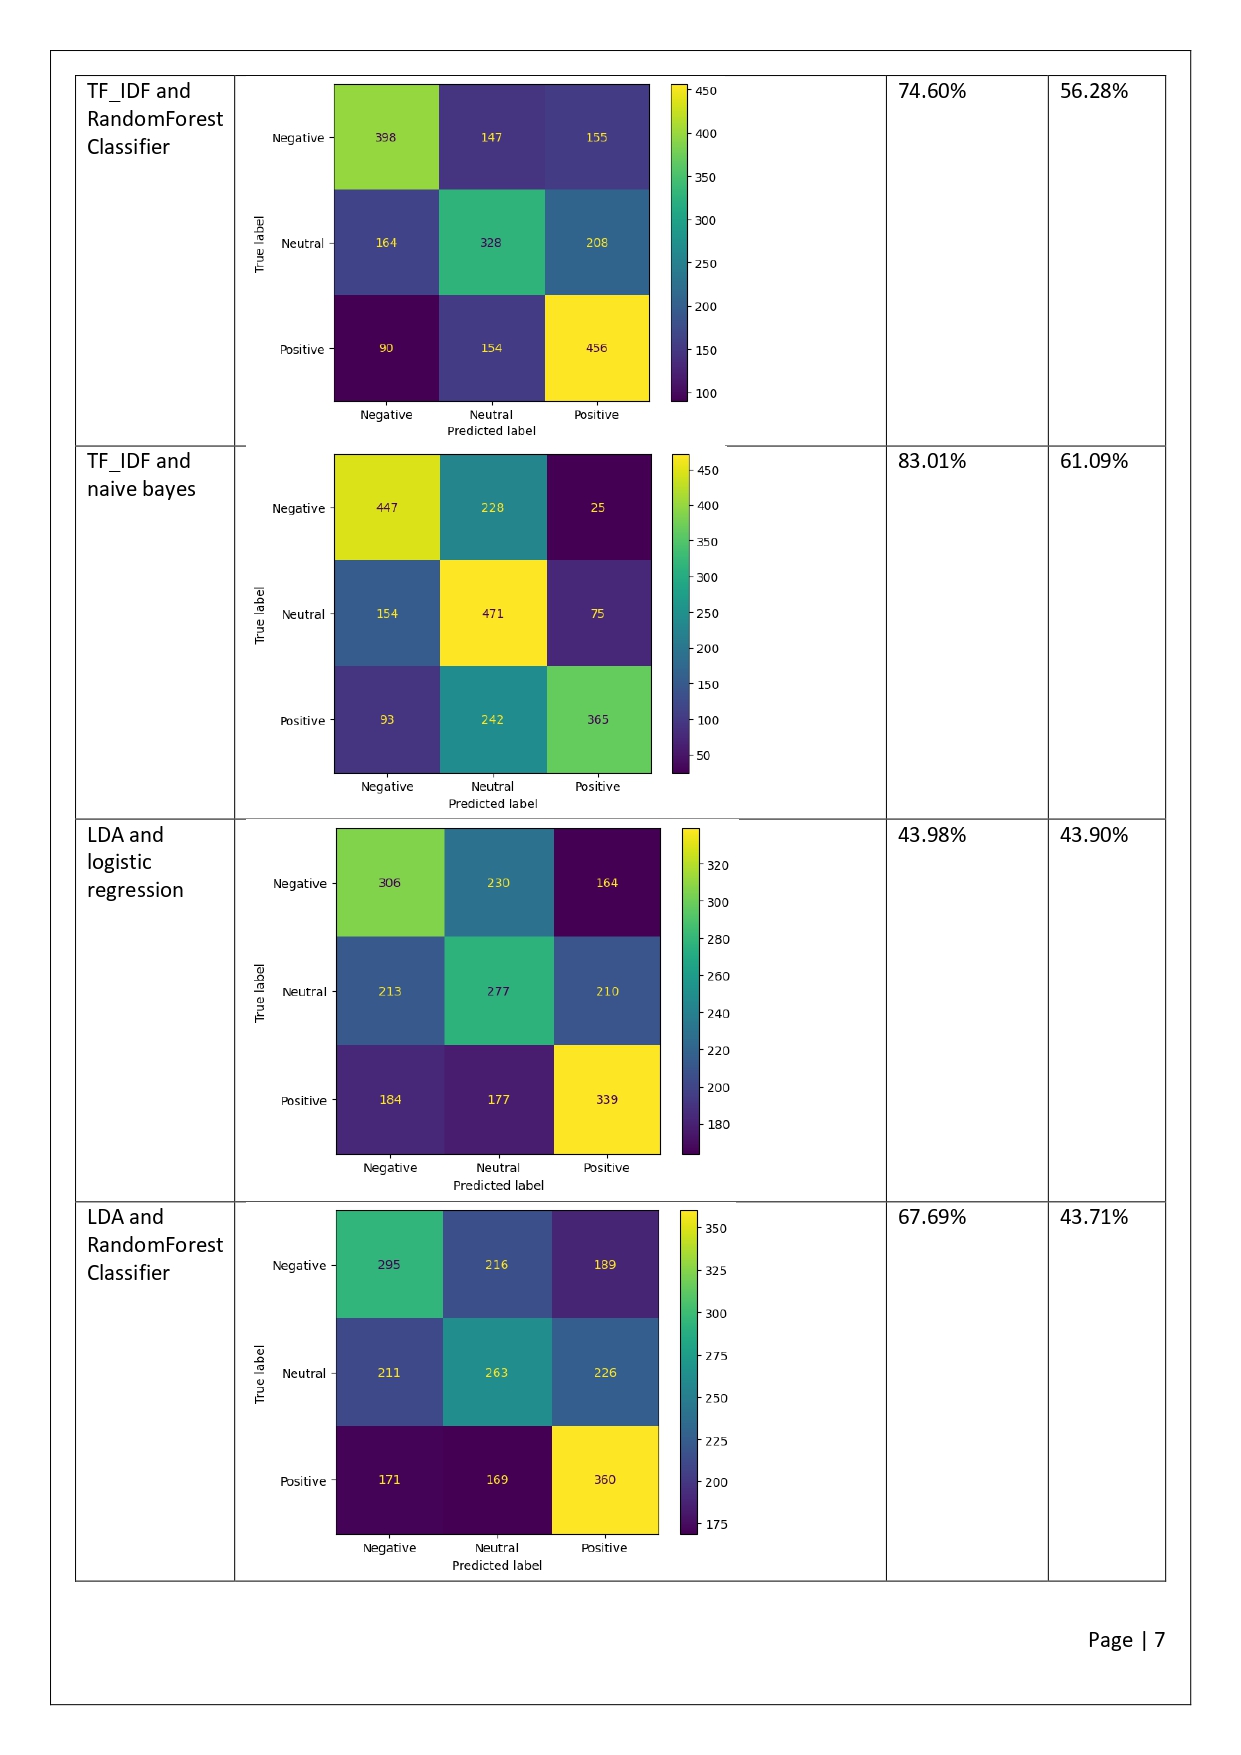 TF_IDF and
RandomForest
Classifier
74.60%
56.28%
True label
Negative
398
147
155
Neutral
164
328
208
Positive
90
154
456
Negative
Neutral
Positive
Predicted label
450
400
350
300
250
200
150
100
TF_IDF and
naive bayes
83.01%
61.09%
True label
Negative
447
228
25
Neutral
154
471
75
Positive
93
242
365
Negative
Neutral
Positive
Predicted label
450
400
350
300
250
200
150
100
50
LDA and
logistic
regression
43.98%
43.90%
True label
Negative
306
230
164
Neutral
213
277
210
Positive
184
177
339
Negative
Neutral
Positive
Predicted label
320
300
280
260
240
220
200
180
LDA and
RandomForest
Classifier
67.69%
43.71%
True label
Negative
295
216
189
Neutral
211
263
226
Positive
171
169
360
Negative
Neutral
Positive
Predicted label
350
325
300
275
250
225
200
175
Page | 7